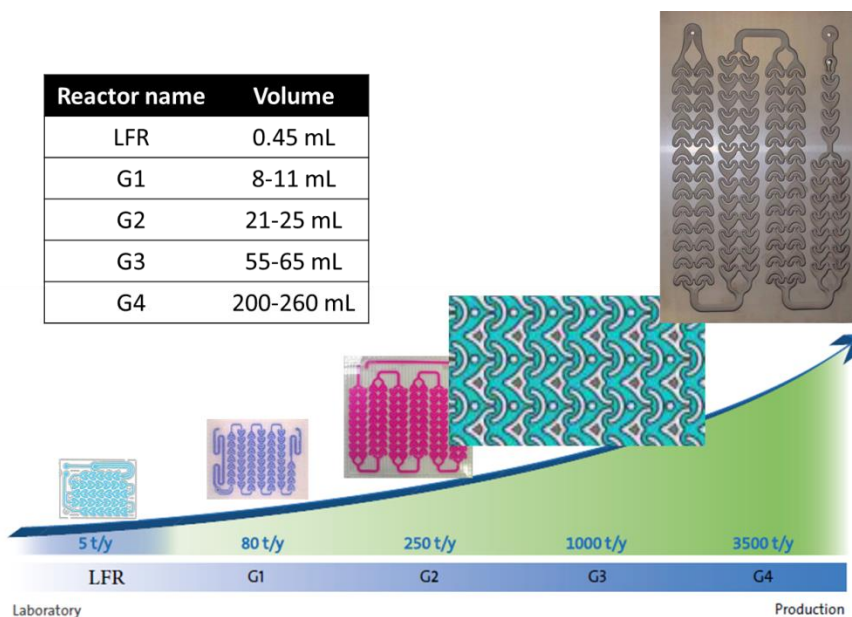 Reactor name Volume
LFR 0.45 mL
G1 8-11 mL
G2 21-25 mL
G3 55-65 mL
G4 200-260 mL
5 t/y 80 t/y 250 t/y 1000 t/y 3500 t/y
LFR G1 G2 G3 G4
Laboratory Production